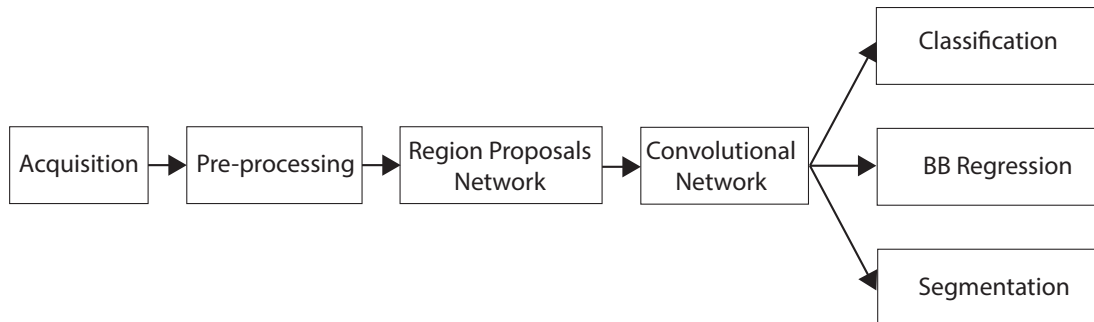 Acquisition
Pre-processing
Region Proposals
Network
Convolutional
Network
Classification
BB Regression
Segmentation